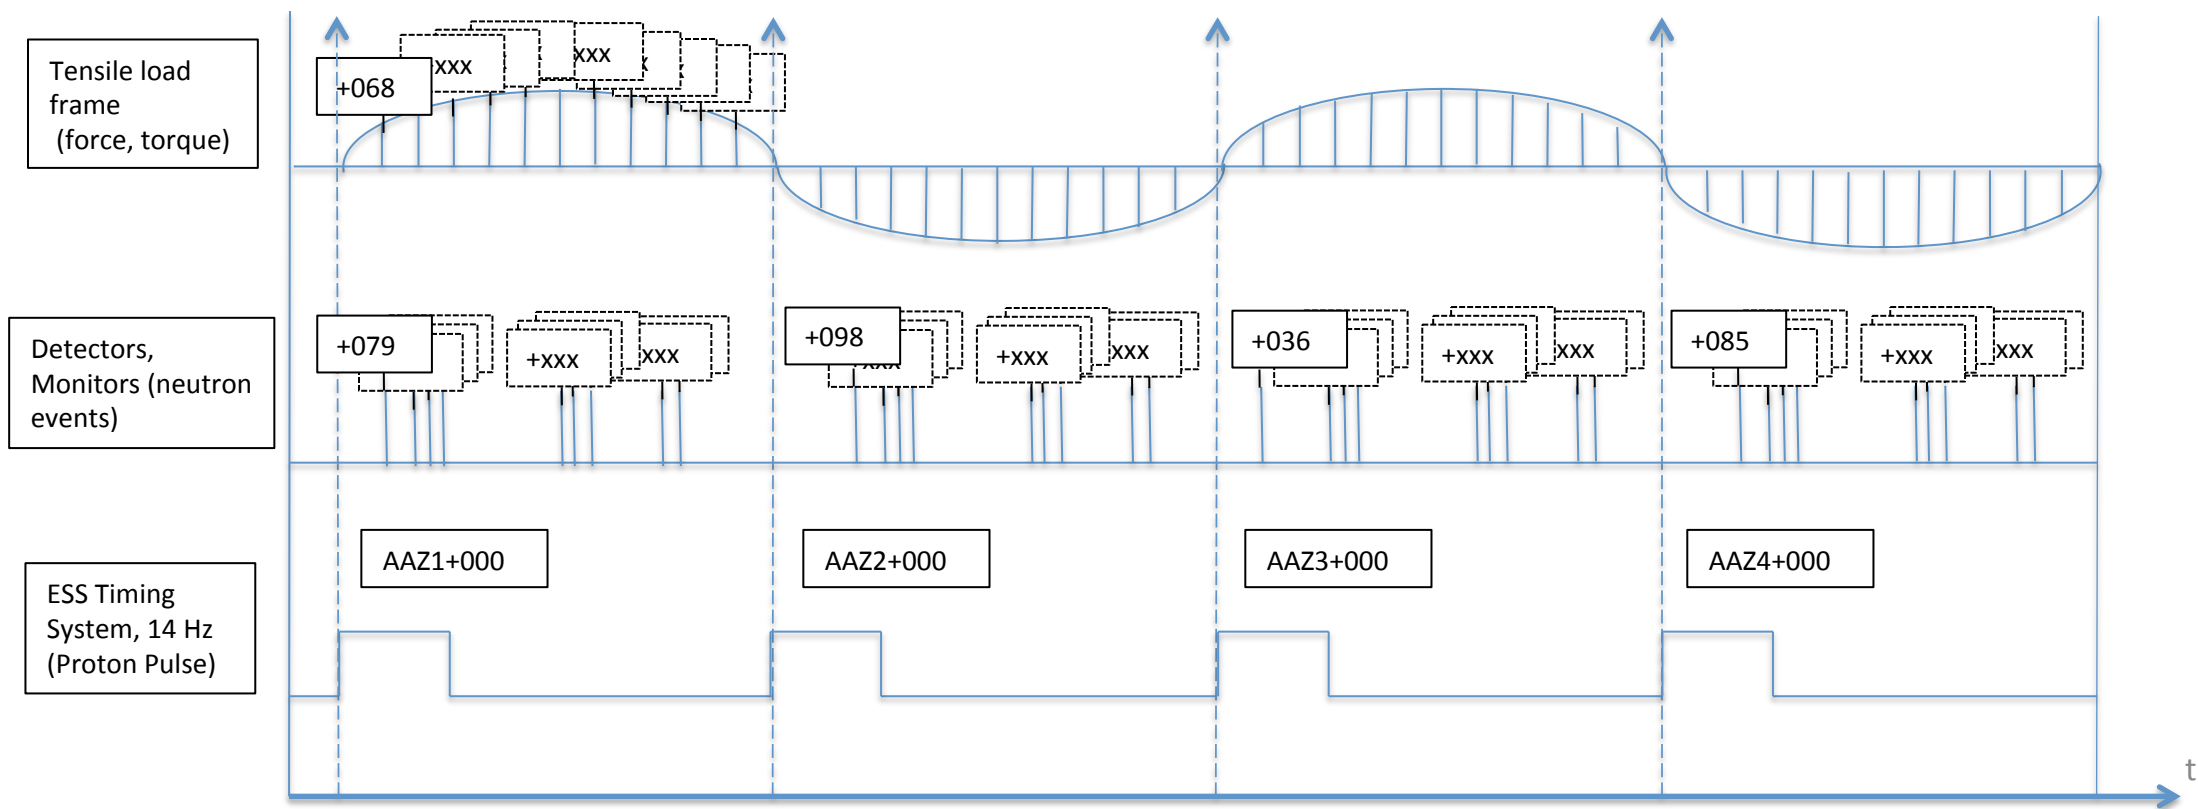 Tensile load
frame
(force, torque)
+068
xxx
xxx
Detectors,
Monitors (neutron
events)
+079
+xxx
xxx
+098
+xxx
xxx
+036
+xxx
xxx
+085
+xxx
xxx
ESS Timing
System, 14 Hz
(Proton Pulse)
AAZ1+000
AAZ2+000
AAZ3+000
AAZ4+000
t